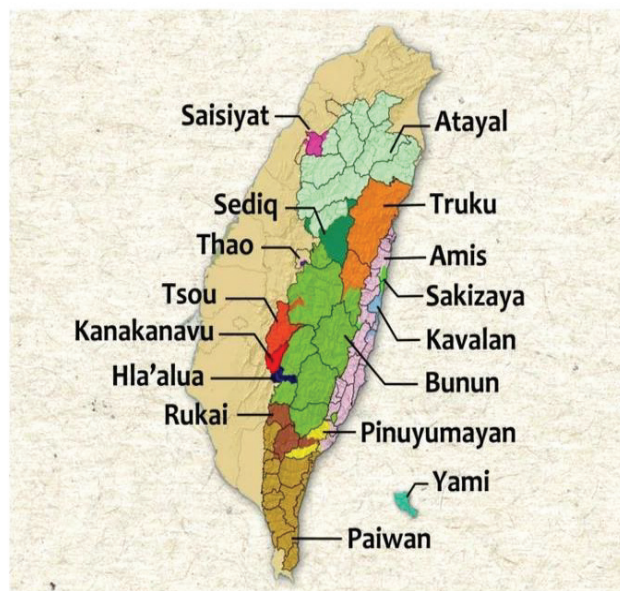 Saisiyat
Atayal
Sediq
Truku
Thao
Amis
Tsou
Sakizaya
Kanakanavu
Kavalan
Hla'alua
Bunun
Rukai
Pinuyumayan
Yami
Paiwan